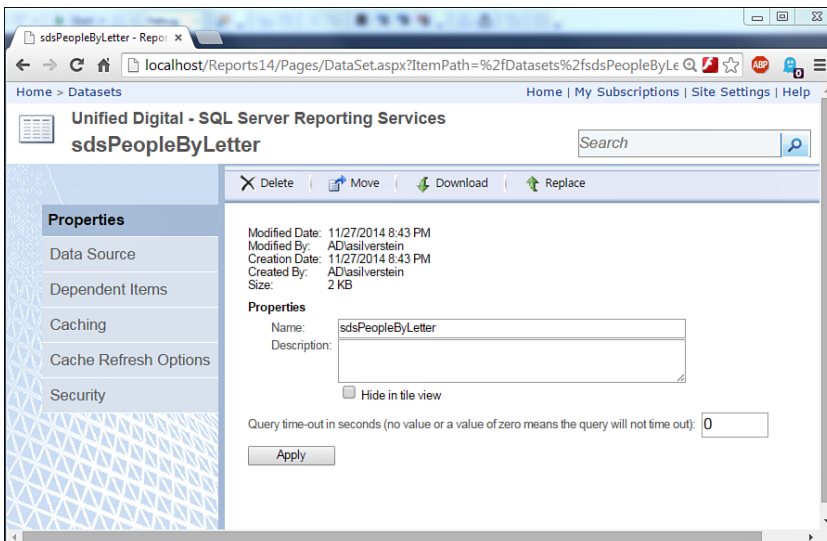 sdsPeopleByLetter - Repor ×
localhost/Reports14/Pages/DataSet.aspx?ItemPath=%2fDatasets%2fsdsPeopleByLe
ABP
0
Home > Datasets
Home | My Subscriptions | Site Settings | Help
Unified Digital - SQL Server Reporting Services
sdsPeopleByLetter
Search
Delete | Move | Download | Replace
Properties
Data Source
Dependent Items
Caching
Cache Refresh Options
Security
Modified Date: 11/27/2014 8:43 PM
Modified By: AD\asilverstein
Creation Date: 11/27/2014 8:43 PM
Created By: AD\asilverstein
Size: 2 KB
Properties
Name: sdsPeopleByLetter
Description:
Hide in tile view
Query time-out in seconds (no value or a value of zero means the query will not time out): 0
Apply